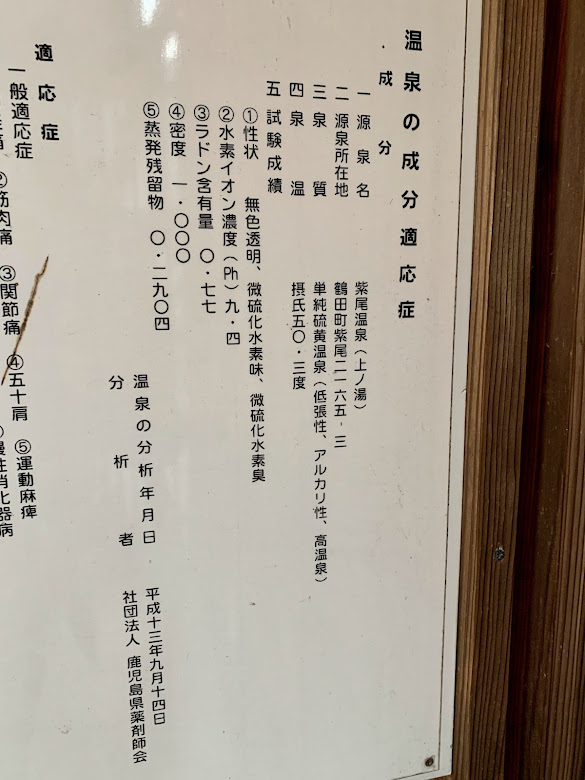 温泉の成分適応症
・成分
一 源泉名 紫尾温泉（上ノ湯）
二 源泉所在地 鶴田町紫尾二一六五-三
三 泉質 単純硫黄温泉（低張性、アルカリ性、高温泉）
四 泉温 摂氏五〇・三度
五 試験成績
①性状 無色透明、微硫化水素味、微硫化水素臭
②水素イオン濃度（Ph）九・四
③ラドン含有量 〇・七七
④密度 一・〇〇〇
⑤蒸発残留物 〇・二九〇四
温泉の分析年月日 平成十三年九月十四日
分析者 社団法人 鹿児島県薬剤師会
適応症
一般適応症
②筋肉痛 ③関節痛 ④五十肩 ⑤運動麻痺
慢性消化器病